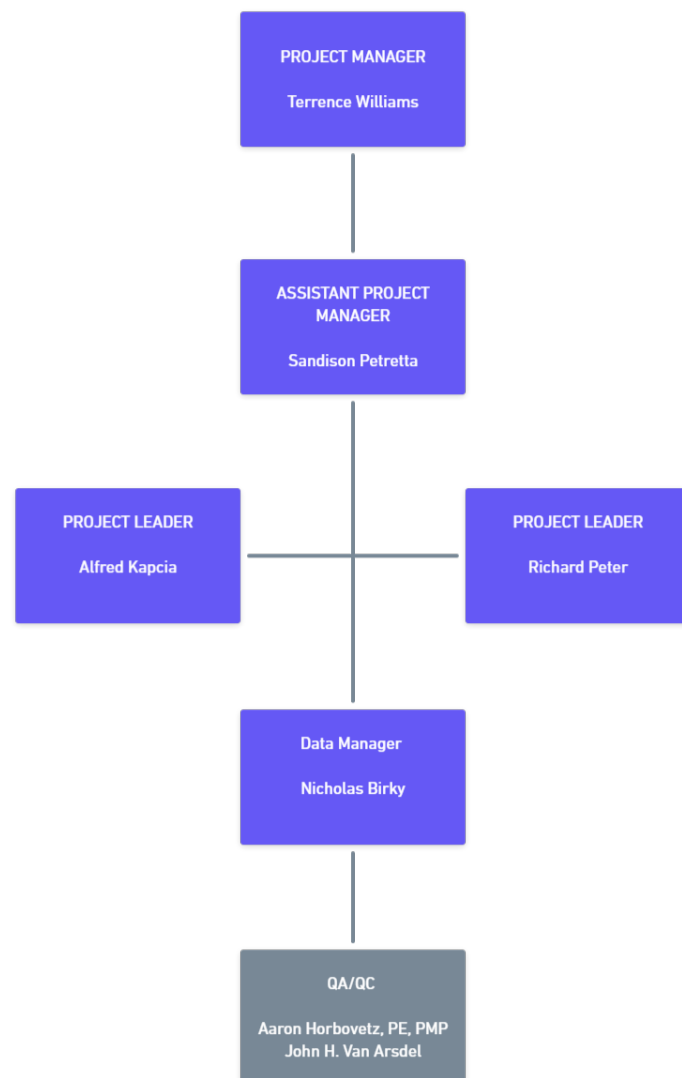 PROJECT MANAGER
Terrence Williams
ASSISTANT PROJECT
MANAGER
Sandison Petretta
PROJECT LEADER
Alfred Kapcia
PROJECT LEADER
Richard Peter
Data Manager
Nicholas Birky
QA/QC
Aaron Horbovetz, PE, PMP
John H. Van Arsdel